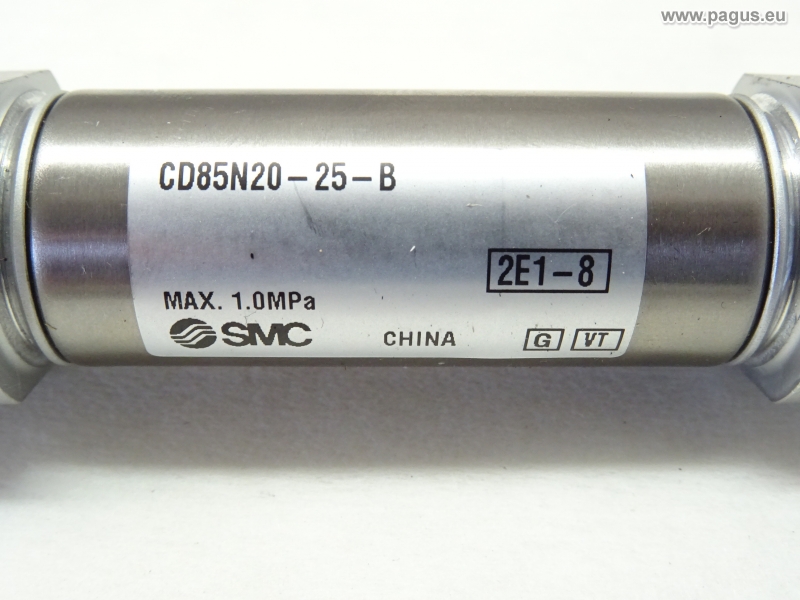 www.pagus.eu
CD85N20-25-B
2E1-8
MAX. 1.0MPa
SMC CHINA G VT